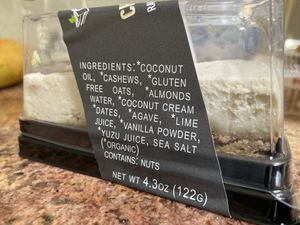 INGREDIENTS: *COCONUT
OIL, *CASHEWS, *GLUTEN
FREE OATS, *ALMONDS
WATER, *COCONUT CREAM
*DATES, *AGAVE, *LIME
JUICE, *VANILLA POWDER,
*YUZU JUICE, SEA SALT
(*ORGANIC)
CONTAINS: NUTS
NET WT 4.3OZ (122G)